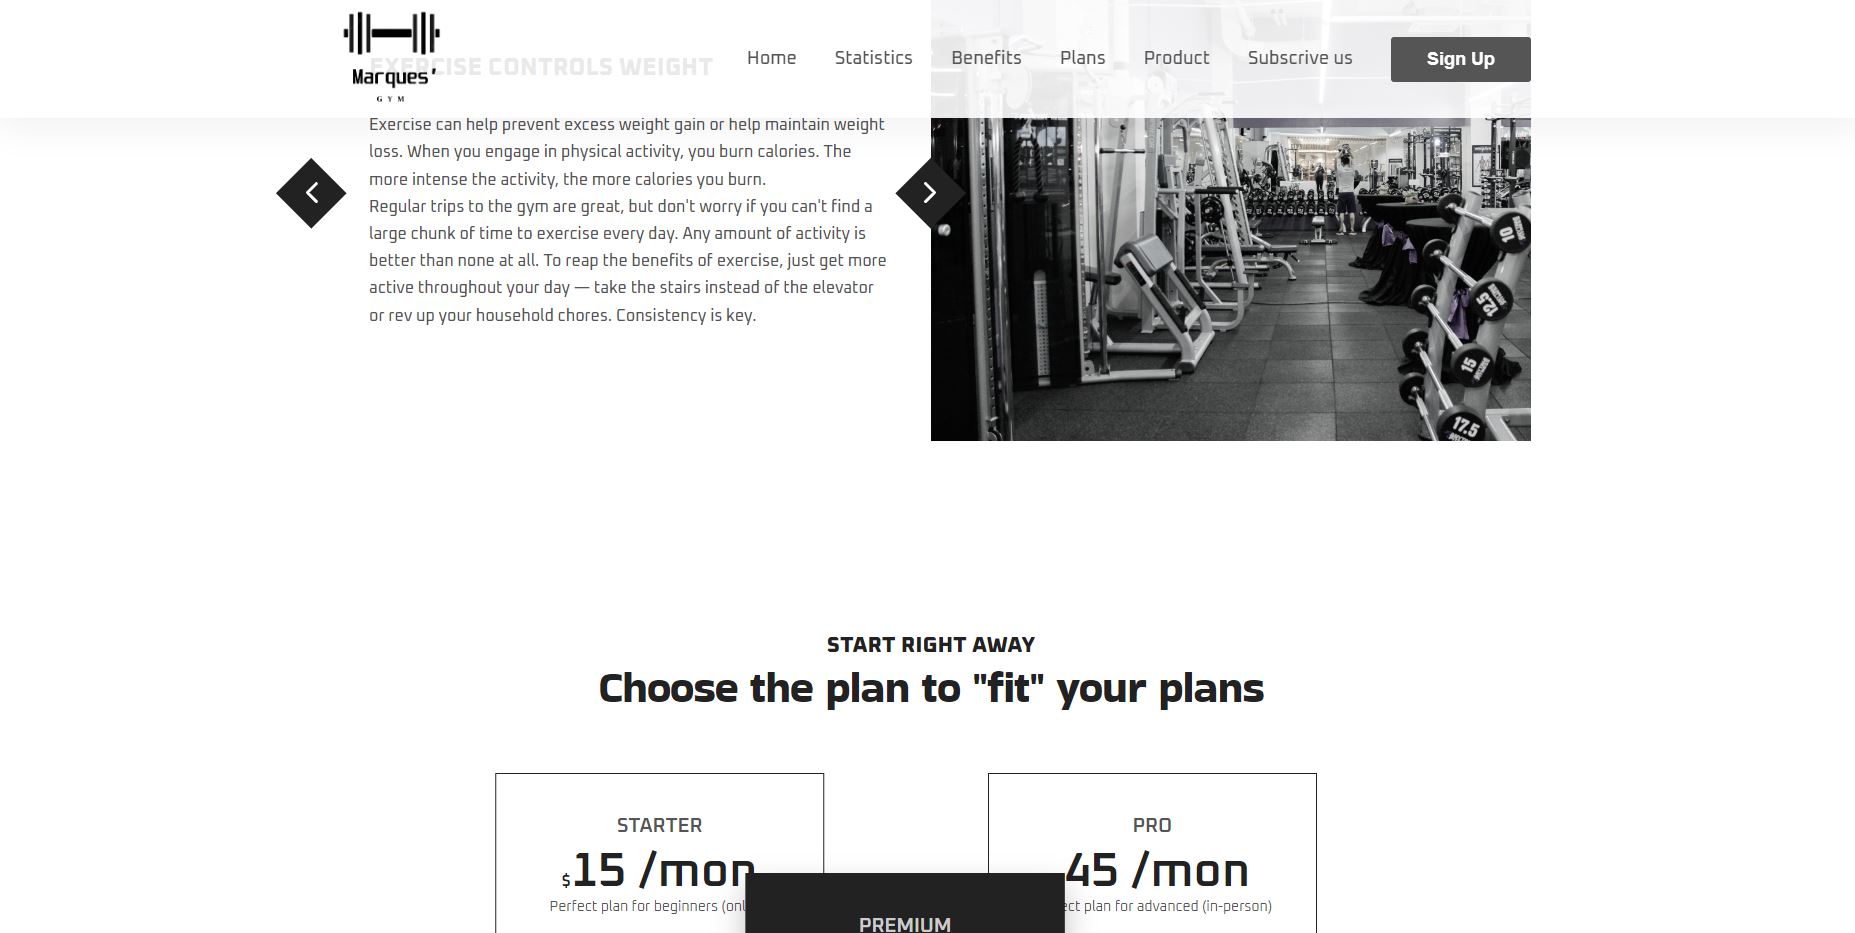 Marques'
GYM
Home
Statistics
Benefits
Plans
Product
Subscrive us
Sign Up
EXERCISE CONTROLS WEIGHT
Exercise can help prevent excess weight gain or help maintain weight
loss. When you engage in physical activity, you burn calories. The
more intense the activity, the more calories you burn.
Regular trips to the gym are great, but don't worry if you can't find a
large chunk of time to exercise every day. Any amount of activity is
better than none at all. To reap the benefits of exercise, just get more
active throughout your day — take the stairs instead of the elevator
or rev up your household chores. Consistency is key.
10
12.5
15
17.5
START RIGHT AWAY
Choose the plan to "fit" your plans
STARTER
$15 /mon
Perfect plan for beginners (onl
PRO
45 /mon
ect plan for advanced (in-person)
PREMIUM